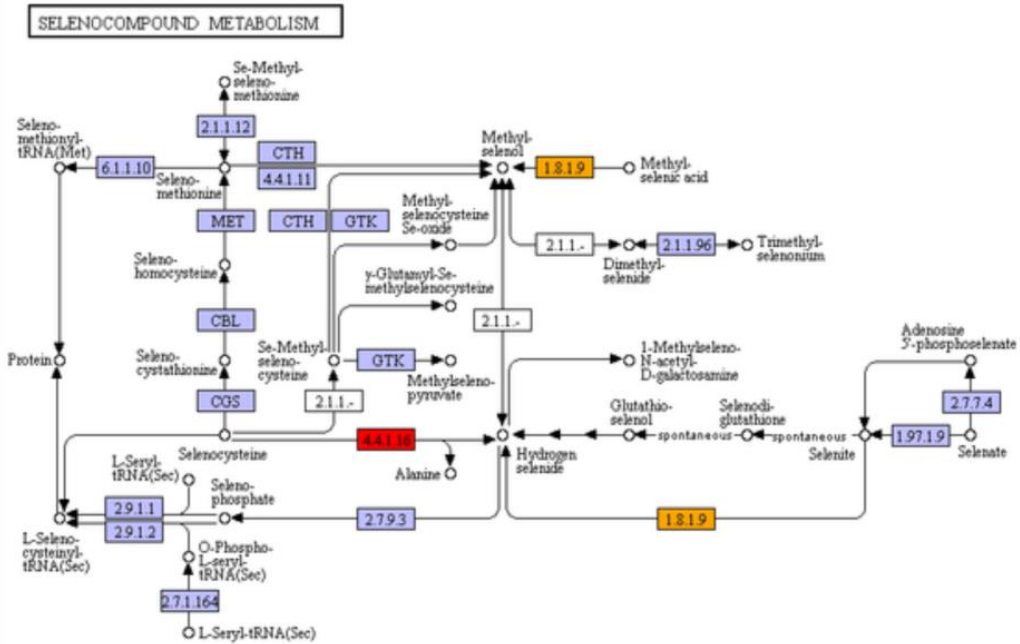 SELENOCOMPOUND METABOLISM
Se-Methyl-
seleno-
methionine
2.1.1.12
Seleno-
methionyl-
tRNA(Met)
6.1.1.10
Seleno-
methionine
CTH
4.4.1.11
Methyl-
selenol
1.8.1.9
Methyl-
selenic acid
MET
CTH
GTK
Methyl-
selenocysteine
Se-oxide
2.1.1.-
Dimethyl-
selenide
2.1.1.96
Trimethyl-
selenonium
Seleno-
homocysteine
γ-Glutamyl-Se-
methylselenocysteine
CBL
2.1.1.-
Protein
Seleno-
cystathionine
Se-Methyl-
seleno-
cysteine
GTK
Methylseleno-
pyruvate
1-Methylseleno-
N-acetyl-
D-galactosamine
Adenosine
5'-phosphoselenate
CGS
2.1.1.-
Glutathio-
selenol
Selenodi-
glutathione
2.7.7.4
Selenocysteine
4.4.1.16
Alanine
Hydrogen
selenide
spontaneous
spontaneous
Selenite
1.97.1.9
Selenate
L-Seryl-
tRNA(Sec)
Seleno-
phosphate
2.9.1.1
2.9.1.2
2.7.9.3
1.8.1.9
L-Seleno-
cysteinyl-
tRNA(Sec)
O-Phospho-
L-seryl-
tRNA(Sec)
2.7.1.164
L-Seryl-tRNA(Sec)